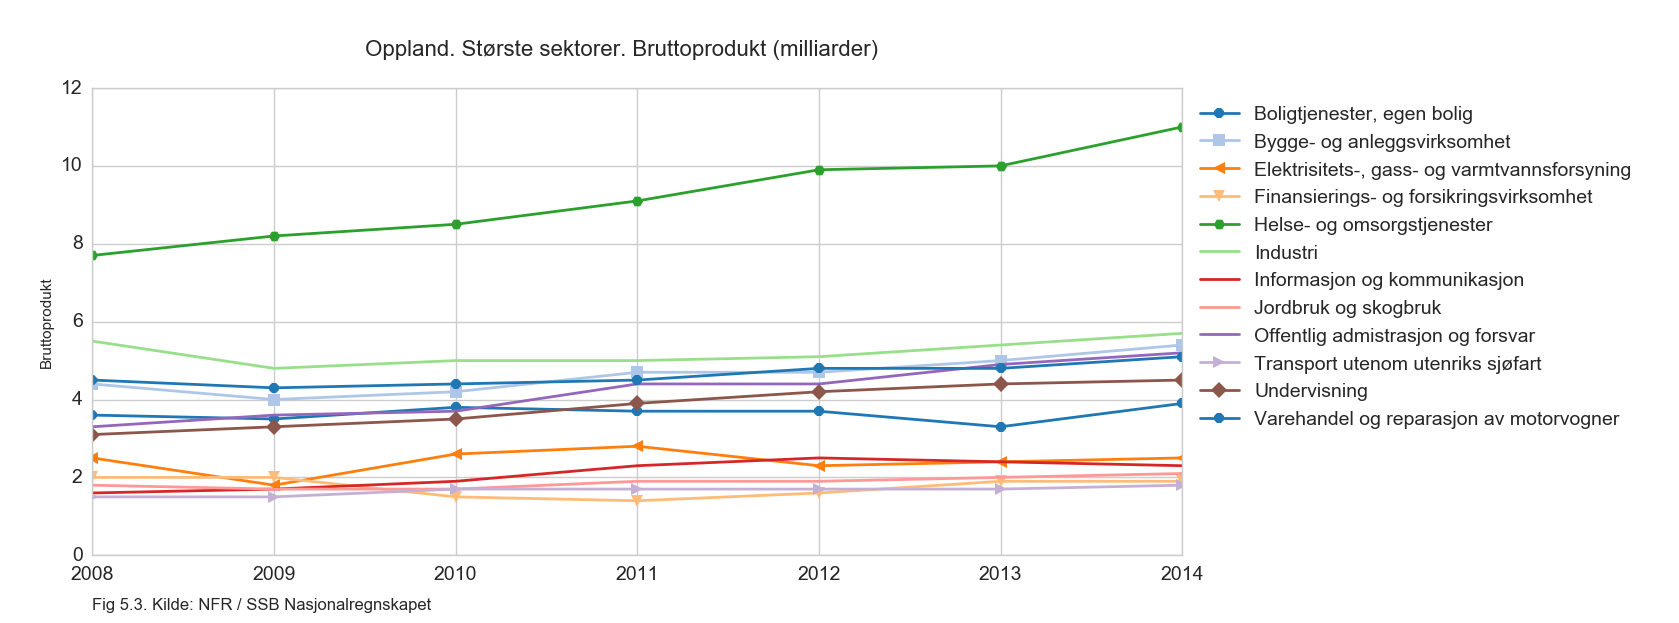 Oppland. Største sektorer. Bruttoprodukt (milliarder)
12
10
8
6
4
2
0
Bruttoprodukt
2008 2009 2010 2011 2012 2013 2014
Boligtjenester, egen bolig
Bygge- og anleggsvirksomhet
Elektrisitets-, gass- og varmtvannsforsyning
Finansierings- og forsikringsvirksomhet
Helse- og omsorgstjenester
Industri
Informasjon og kommunikasjon
Jordbruk og skogbruk
Offentlig admistrasjon og forsvar
Transport utenom utenriks sjøfart
Undervisning
Varehandel og reparasjon av motorvogner
Fig 5.3. Kilde: NFR / SSB Nasjonalregnskapet